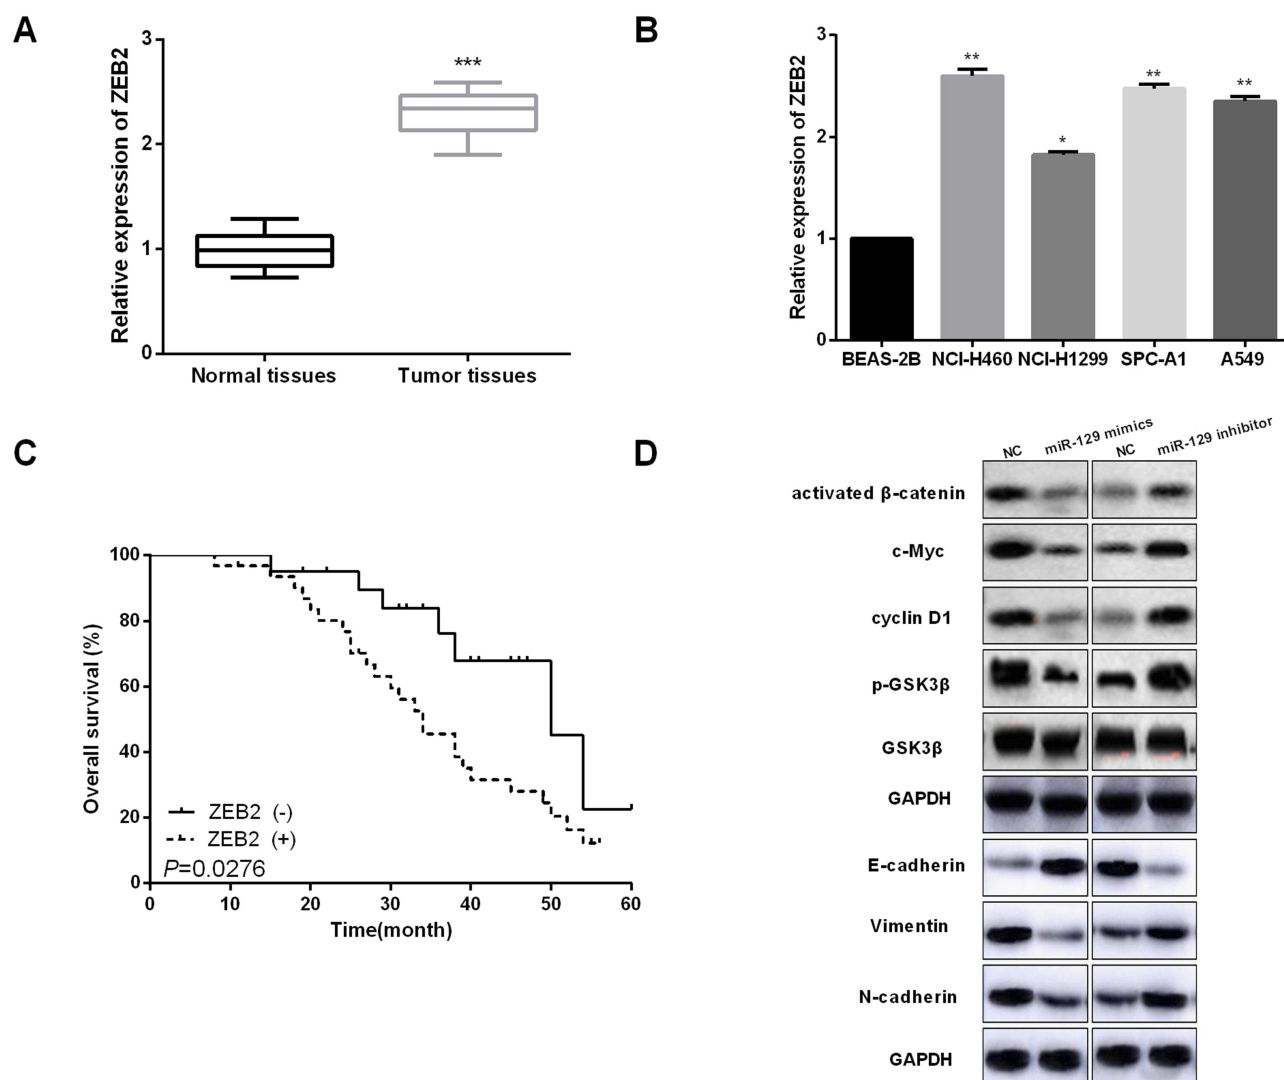 A
Relative expression of ZEB2
3
2
1
0
***
Normal tissues
Tumor tissues
B
Relative expression of ZEB2
3
2
1
0
**
*
**
**
BEAS-2B
NCI-H460
NCI-H1299
SPC-A1
A549
C
Overall survival (%)
100
80
60
40
20
0
ZEB2 (-)
ZEB2 (+)
P=0.0276
0
10
20
30
40
50
60
Time(month)
D
NC
miR-129 mimics
NC
miR-129 inhibitor
activated β-catenin
c-Myc
cyclin D1
p-GSK3β
GSK3β
GAPDH
E-cadherin
Vimentin
N-cadherin
GAPDH